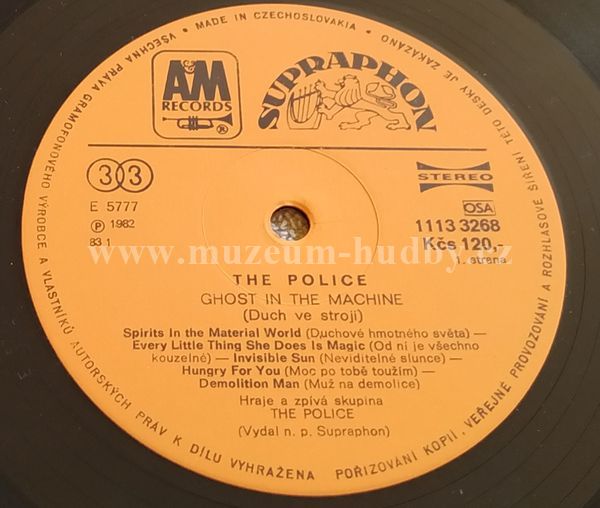 VŠECHNA PRÁVA GRAMOFONOVÉHO VÝROBCE A VLASTNÍKŮ AUTORSKÝCH PRÁV K DÍLU VYHRAŽENA
POŘIZOVÁNÍ KOPIÍ, VEŘEJNÉ PROVOZOVÁNÍ A ROZHLASOVÉ ŠÍŘENÍ TÉTO DESKY JE ZAKÁZÁNO
• MADE IN CZECHOSLOVAKIA •
A&M
RECORDS
®
SUPRAPHON
33
E 5777
Ⓟ 1982
83 1
STEREO
OSA
1113 3268
Kčs 120,-
1. strana
www.muzeum-hudby.cz
THE POLICE
GHOST IN THE MACHINE
(Duch ve stroji)
Spirits In the Material World (Duchové hmotného světa) —
Every Little Thing She Does Is Magic (Od ní je všechno
kouzelné) — Invisible Sun (Neviditelné slunce) —
Hungry For You (Moc po tobě toužím) —
Demolition Man (Muž na demolice)
Hraje a zpívá skupina
THE POLICE
(Vydal n. p. Supraphon)